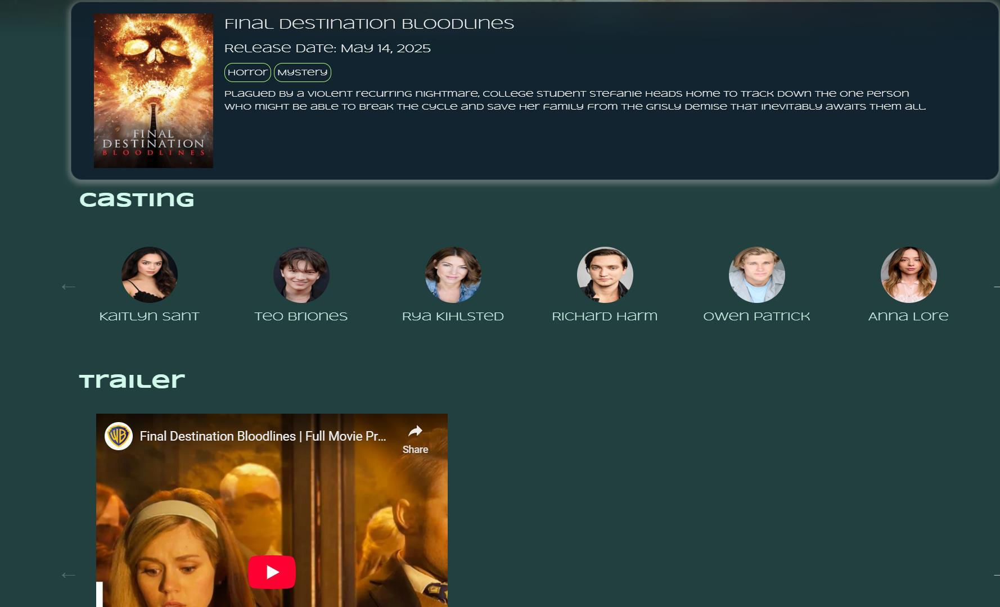 Final Destination Bloodlines
Release Date: May 14, 2025
Horror Mystery
Plagued by a violent recurring nightmare, college student Stefanie heads home to track down the one person
who might be able to break the cycle and save her family from the grisly demise that inevitably awaits them all.
FINAL
DESTINATION
BLOODLINES
Casting
←
Kaitlyn Sant
Teo Briones
Rya Kihlsted
Richard Harm
Owen Patrick
Anna Lore
Trailer
WB
Final Destination Bloodlines | Full Movie Pr...
Share
←